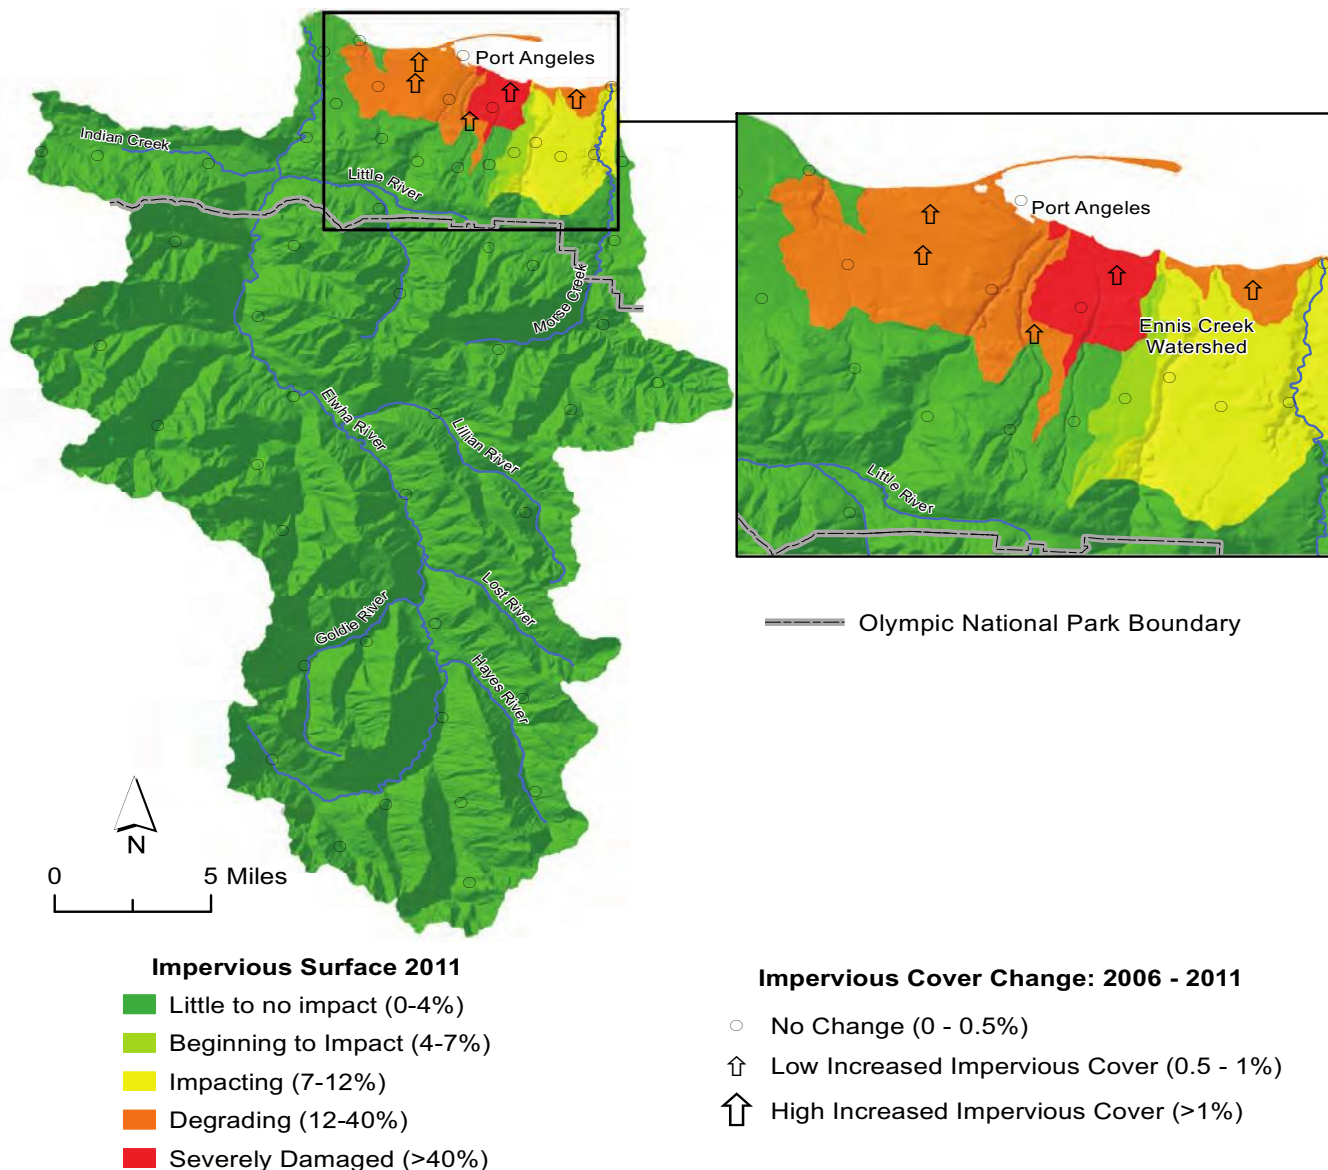 Port Angeles
Indian Creek
Little River
Morse Creek
Elwha River
Lillian River
Lost River
Goldie River
Hayes River
N
0 5 Miles
Port Angeles
Ennis Creek
Watershed
Little River
Olympic National Park Boundary
Impervious Surface 2011
Little to no impact (0-4%)
Beginning to Impact (4-7%)
Impacting (7-12%)
Degrading (12-40%)
Severely Damaged (>40%)
Impervious Cover Change: 2006 - 2011
No Change (0 - 0.5%)
Low Increased Impervious Cover (0.5 - 1%)
High Increased Impervious Cover (>1%)